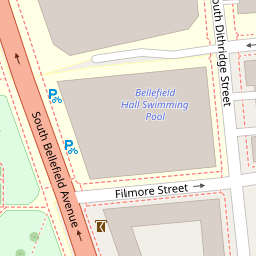 South Dithridge Street
Bellefield
Hall Swimming
Pool
P
P
South Bellefield Avenue
Filmore Street